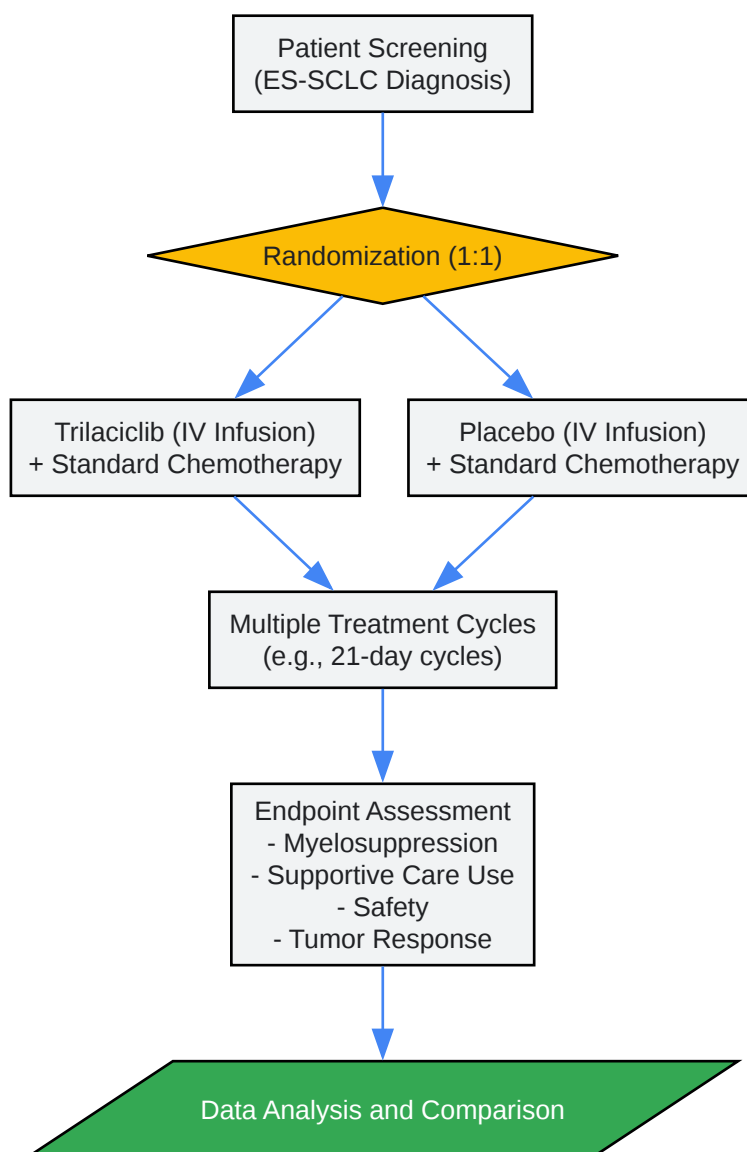 Patient Screening
(ES-SCLC Diagnosis)
Randomization (1:1)
Trilaciclib (IV Infusion)
+ Standard Chemotherapy
Placebo (IV Infusion)
+ Standard Chemotherapy
Multiple Treatment Cycles
(e.g., 21-day cycles)
Endpoint Assessment
- Myelosuppression
- Supportive Care Use
- Safety
- Tumor Response
Data Analysis and Comparison